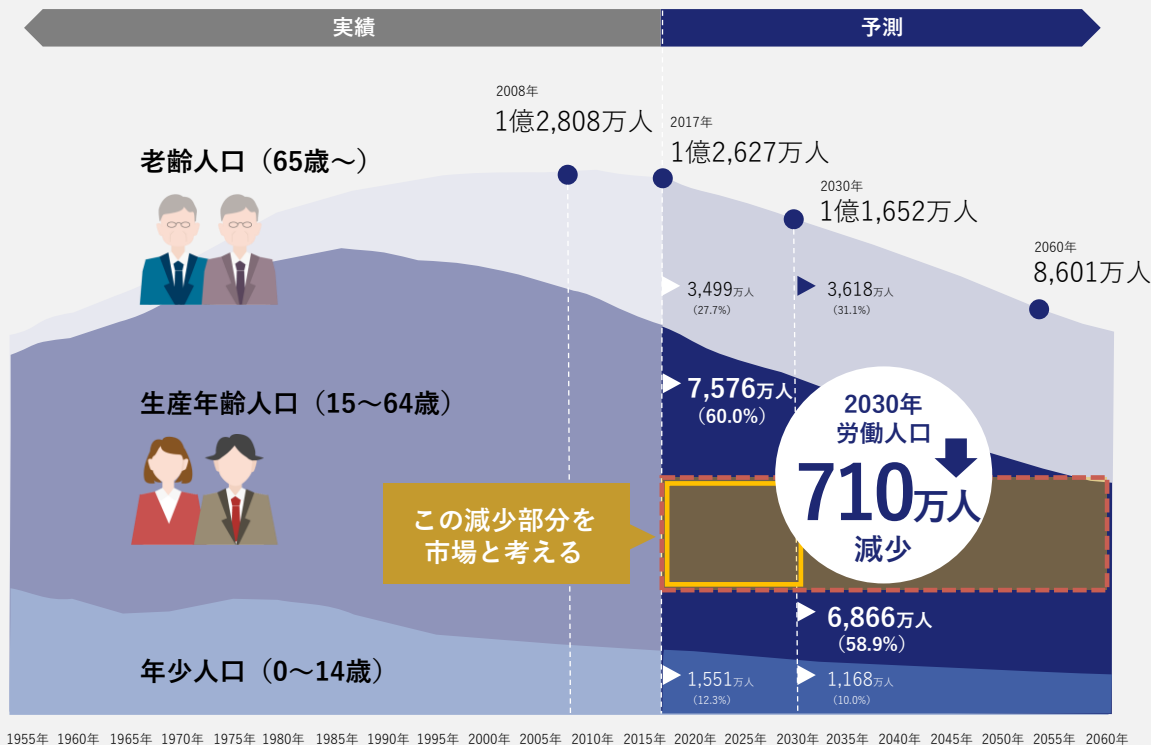 実績
予測
2008年
1億2,808万人
2017年
1億2,627万人
老齢人口（65歳〜）
2030年
1億1,652万人
2060年
8,601万人
3,499万人
（27.7%）
3,618万人
（31.1%）
生産年齢人口（15〜64歳）
7,576万人
（60.0%）
2030年
労働人口
710万人
減少
この減少部分を
市場と考える
6,866万人
（58.9%）
年少人口（0〜14歳）
1,551万人
（12.3%）
1,168万人
（10.0%）
1955年 1960年 1965年 1970年 1975年 1980年 1985年 1990年 1995年 2000年 2005年 2010年 2015年 2020年 2025年 2030年 2035年 2040年 2045年 2050年 2055年 2060年